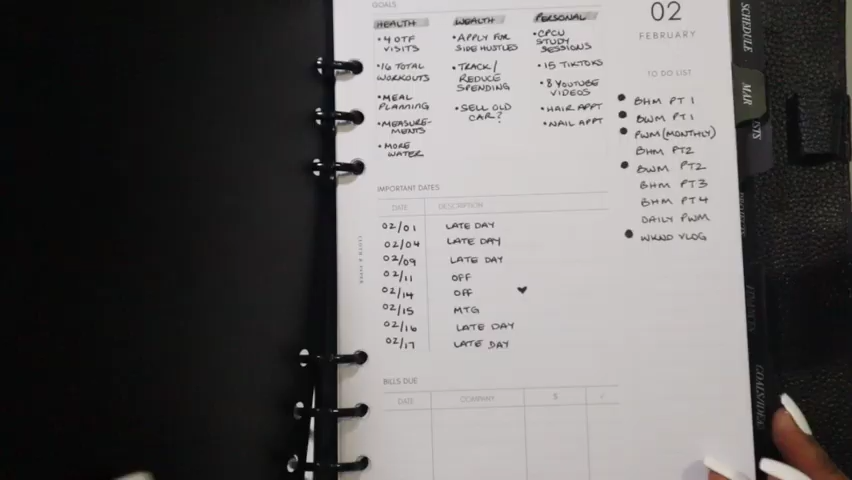 GOALS
HEALTH
• 4 OTF
VISITS
• 16 TOTAL
WORKOUTS
• MEAL
PLANNING
• MEASURE-
MENTS
• MORE
WATER
WEALTH
• APPLY FOR
SIDE HUSTLES
• TRACK/
REDUCE
SPENDING
• SELL OLD
CAR?
PERSONAL
• CPCU
STUDY
SESSIONS
• 15 TIKTOKS
• 8 YOUTUBE
VIDEOS
• HAIR APPT
• NAIL APPT
02
FEBRUARY
TO DO LIST
BHM PT 1
BWM PT 1
PWM (MONTHLY)
BHM PT2
BWM PT2
BHM PT3
BHM PT4
DAILY PWM
WKND VLOG
IMPORTANT DATES
DATE DESCRIPTION
02/01 LATE DAY
02/04 LATE DAY
02/09 LATE DAY
02/11 OFF
02/14 OFF ♥
02/15 MTG
02/16 LATE DAY
02/17 LATE DAY
BILLS DUE
DATE COMPANY $ ✓
SCHEDULE
MAR
GOALS/IDEAS